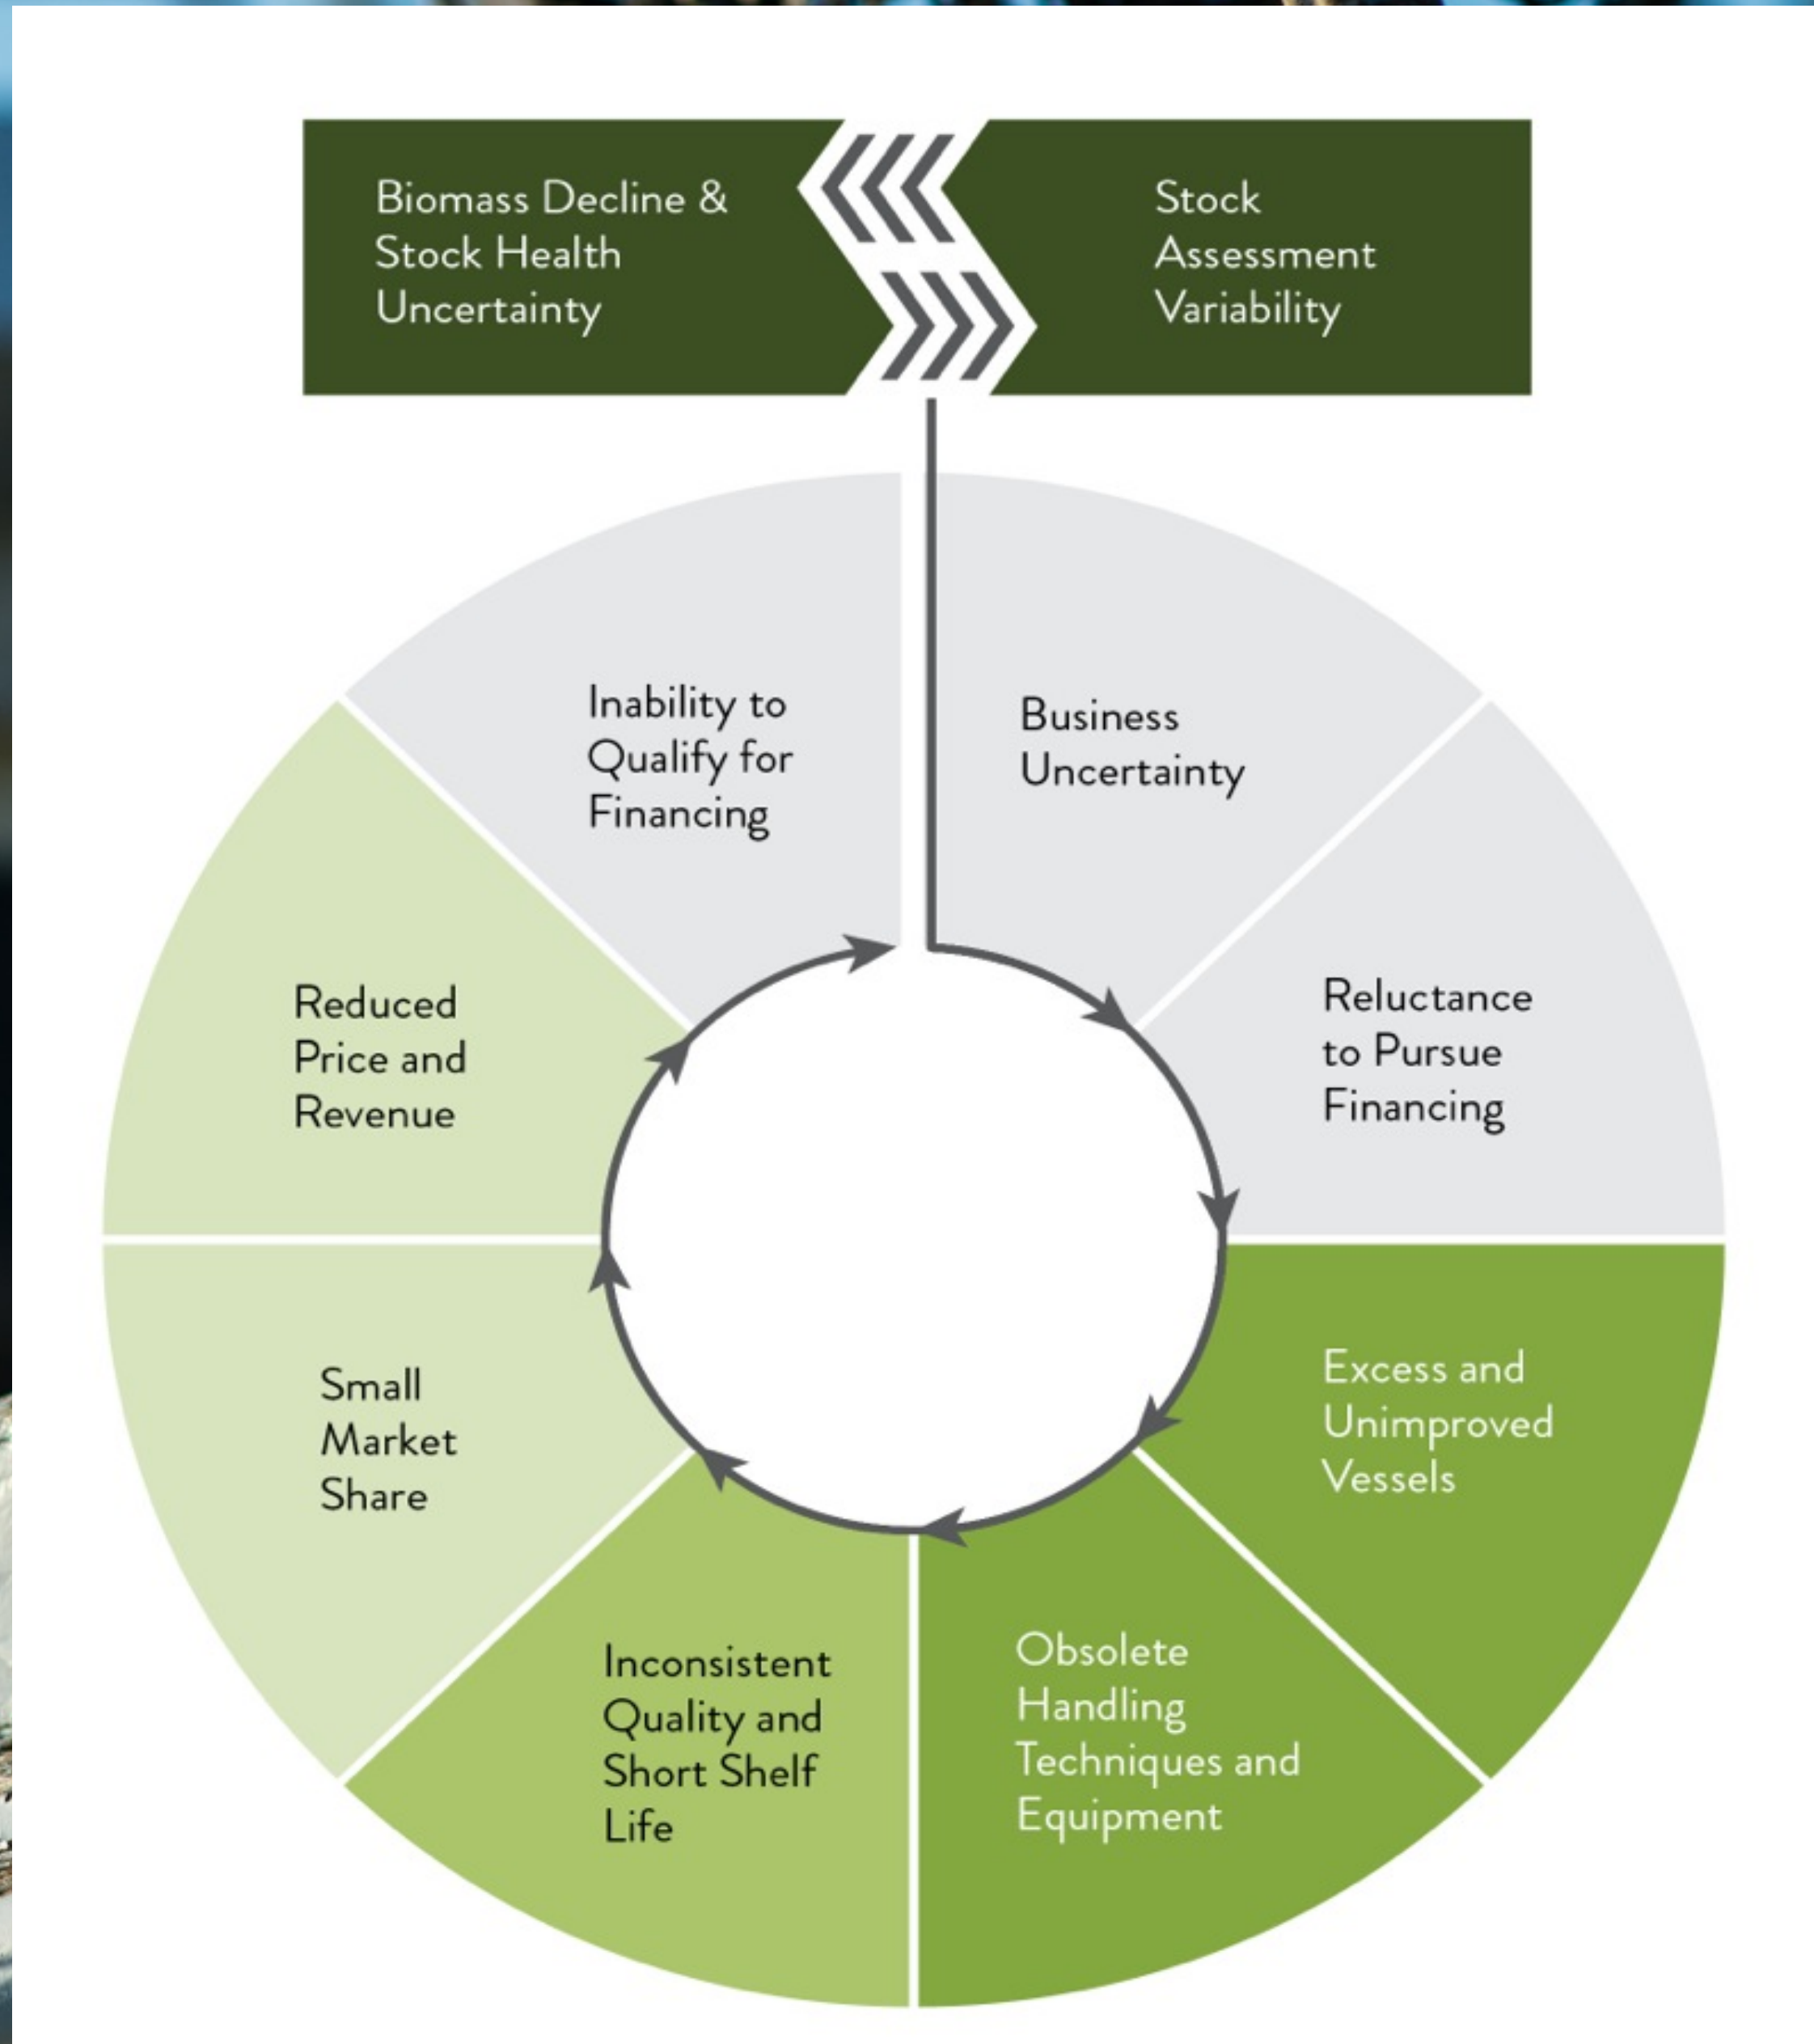 Biomass Decline &
Stock Health
Uncertainty
Stock
Assessment
Variability
Business
Uncertainty
Reluctance
to Pursue
Financing
Excess and
Unimproved
Vessels
Obsolete
Handling
Techniques and
Equipment
Inconsistent
Quality and
Short Shelf
Life
Small
Market
Share
Reduced
Price and
Revenue
Inability to
Qualify for
Financing